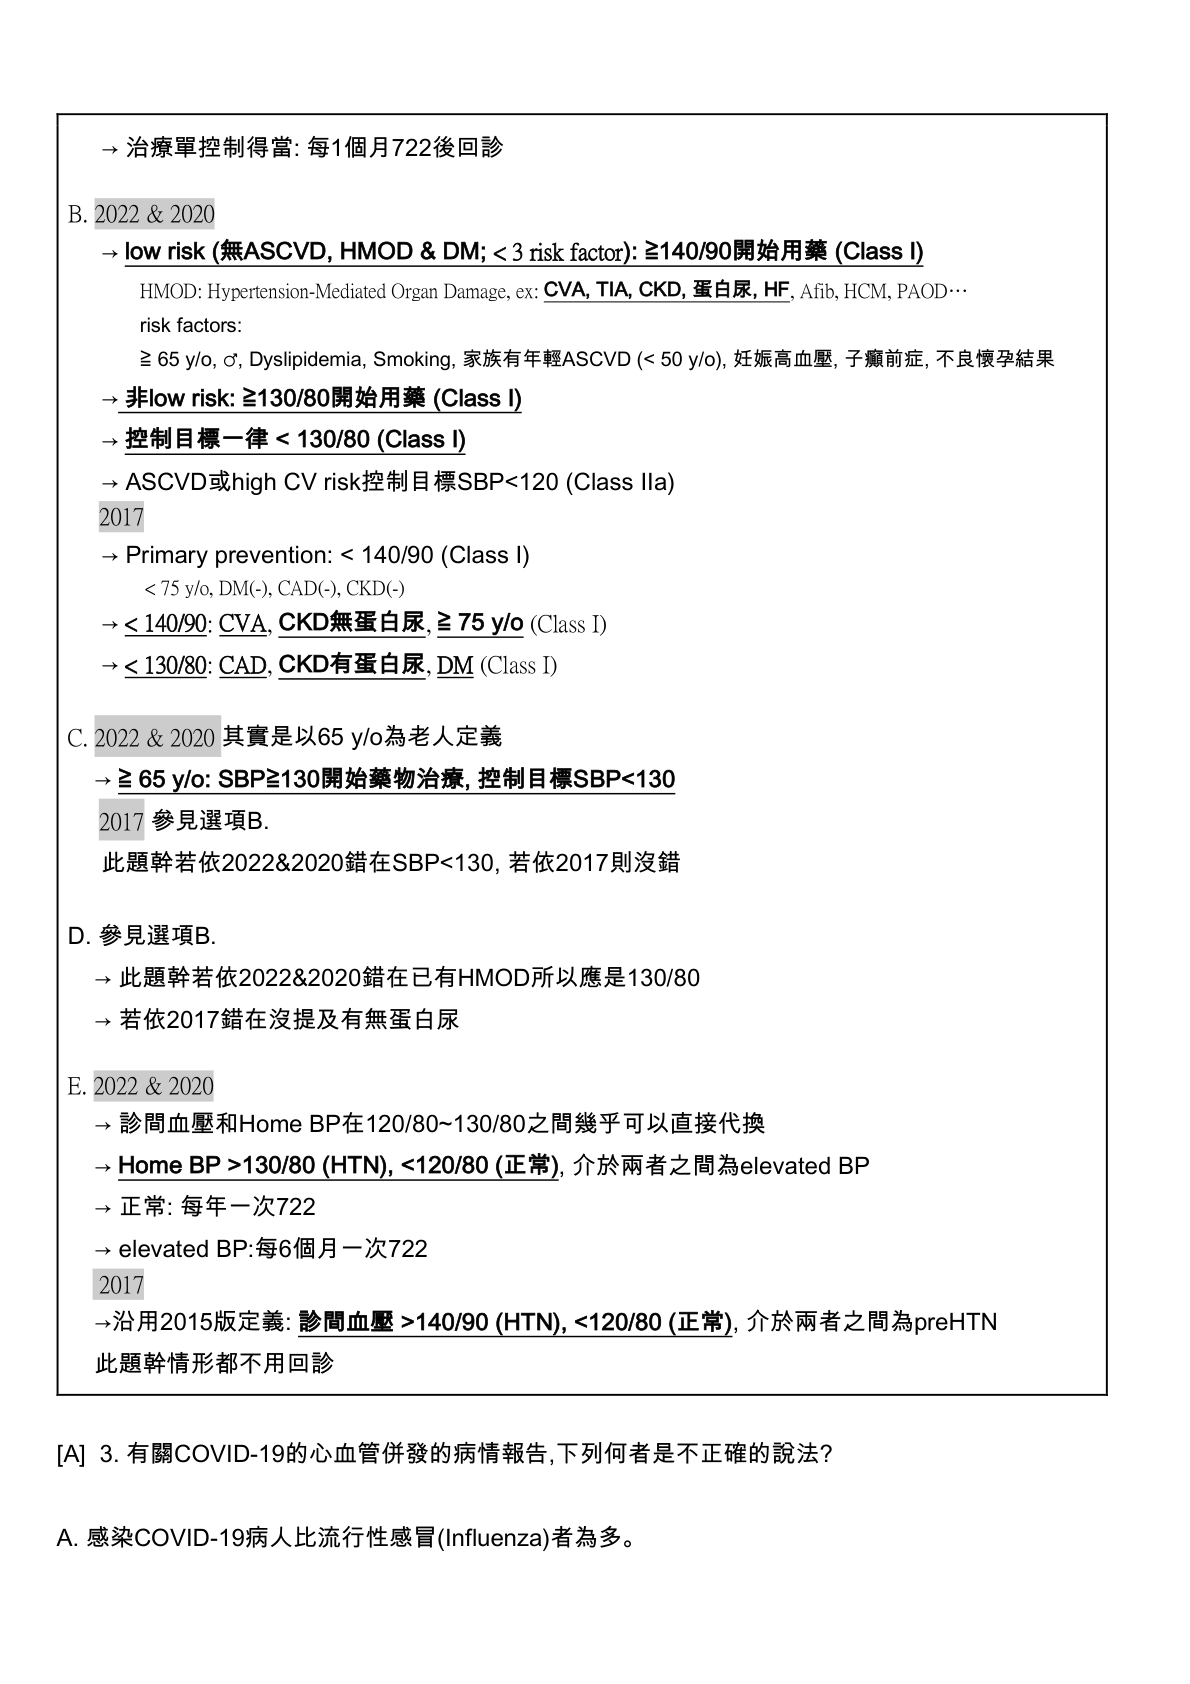 → 治療單控制得當: 每1個月722後回診
B. 2022 & 2020
→ low risk (無ASCVD, HMOD & DM; < 3 risk factor): ≧140/90開始用藥 (Class I)
HMOD: Hypertension-Mediated Organ Damage, ex: CVA, TIA, CKD, 蛋白尿, HF, Afib, HCM, PAOD…
risk factors:
≧ 65 y/o, ♂, Dyslipidemia, Smoking, 家族有年輕ASCVD (< 50 y/o), 妊娠高血壓, 子癲前症, 不良懷孕結果
→ 非low risk: ≧130/80開始用藥 (Class I)
→ 控制目標一律 < 130/80 (Class I)
→ ASCVD或high CV risk控制目標SBP<120 (Class IIa)
2017
→ Primary prevention: < 140/90 (Class I)
< 75 y/o, DM(-), CAD(-), CKD(-)
→ < 140/90: CVA, CKD無蛋白尿, ≧ 75 y/o (Class I)
→ < 130/80: CAD, CKD有蛋白尿, DM (Class I)
C. 2022 & 2020 其實是以65 y/o為老人定義
→ ≧ 65 y/o: SBP≧130開始藥物治療, 控制目標SBP<130
2017 參見選項B.
此題幹若依2022&2020錯在SBP<130, 若依2017則沒錯
D. 參見選項B.
→ 此題幹若依2022&2020錯在已有HMOD所以應是130/80
→ 若依2017錯在沒提及有無蛋白尿
E. 2022 & 2020
→ 診間血壓和Home BP在120/80~130/80之間幾乎可以直接代換
→ Home BP >130/80 (HTN), <120/80 (正常), 介於兩者之間為elevated BP
→ 正常: 每年一次722
→ elevated BP:每6個月一次722
2017
→沿用2015版定義: 診間血壓 >140/90 (HTN), <120/80 (正常), 介於兩者之間為preHTN
此題幹情形都不用回診
[A] 3. 有關COVID-19的心血管併發的病情報告,下列何者是不正確的說法?
A. 感染COVID-19病人比流行性感冒(Influenza)者為多。